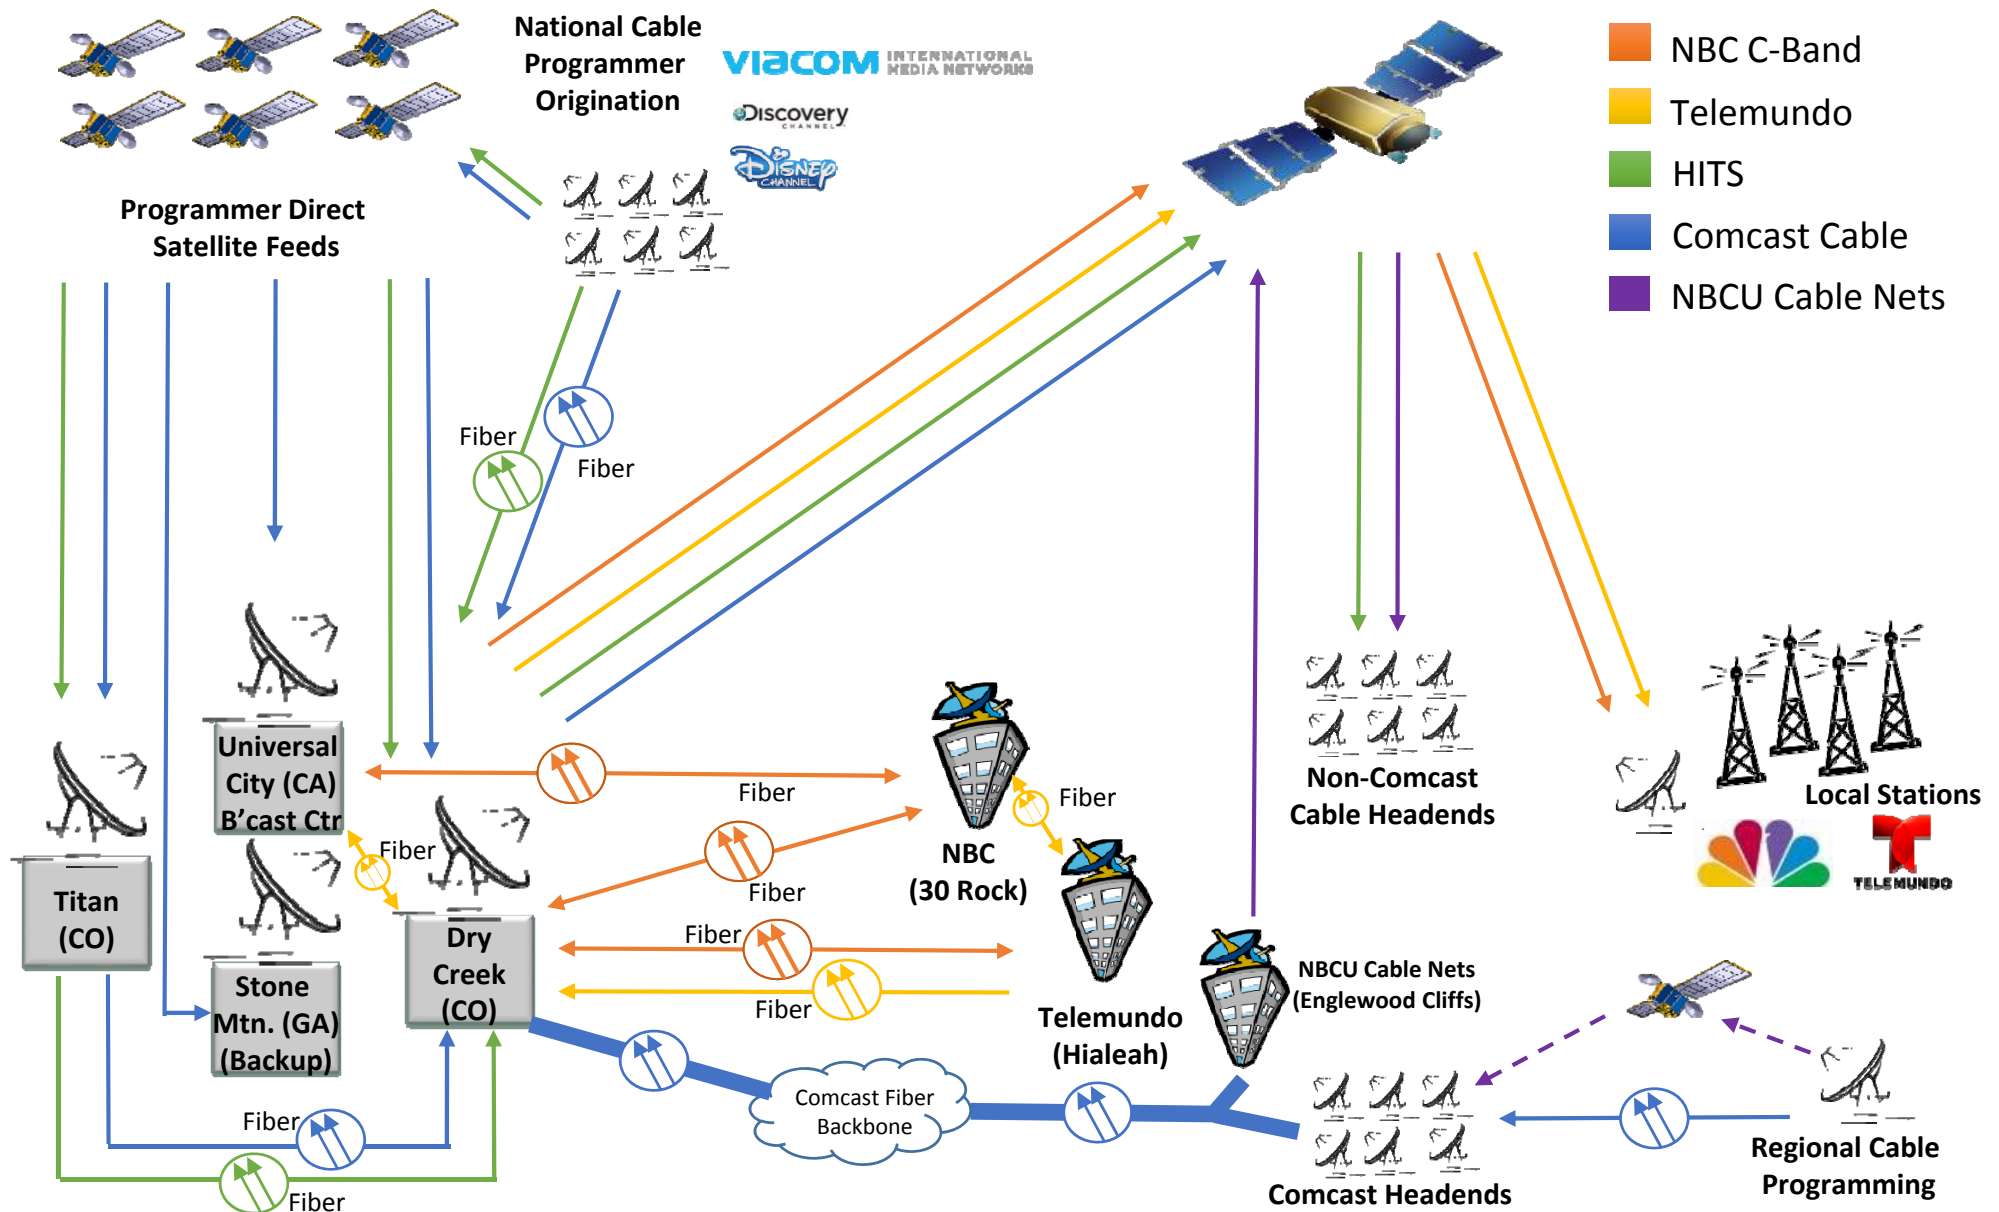 National Cable
Programmer
Origination
VIACOM INTERNATIONAL
MEDIA NETWORKS
Discovery
CHANNEL
DISNEY
CHANNEL
NBC C-Band
Telemundo
HITS
Comcast Cable
NBCU Cable Nets
Programmer Direct
Satellite Feeds
Fiber
Fiber
Universal
City (CA)
B'cast Ctr
Fiber
Fiber
Fiber
Fiber
Fiber
Fiber
NBC
(30 Rock)
Non-Comcast
Cable Headends
Local Stations
TELEMUNDO
Titan
(CO)
Dry
Creek
(CO)
Stone
Mtn. (GA)
(Backup)
Telemundo
(Hialeah)
NBCU Cable Nets
(Englewood Cliffs)
Comcast Fiber
Backbone
Fiber
Fiber
Comcast Headends
Regional Cable
Programming